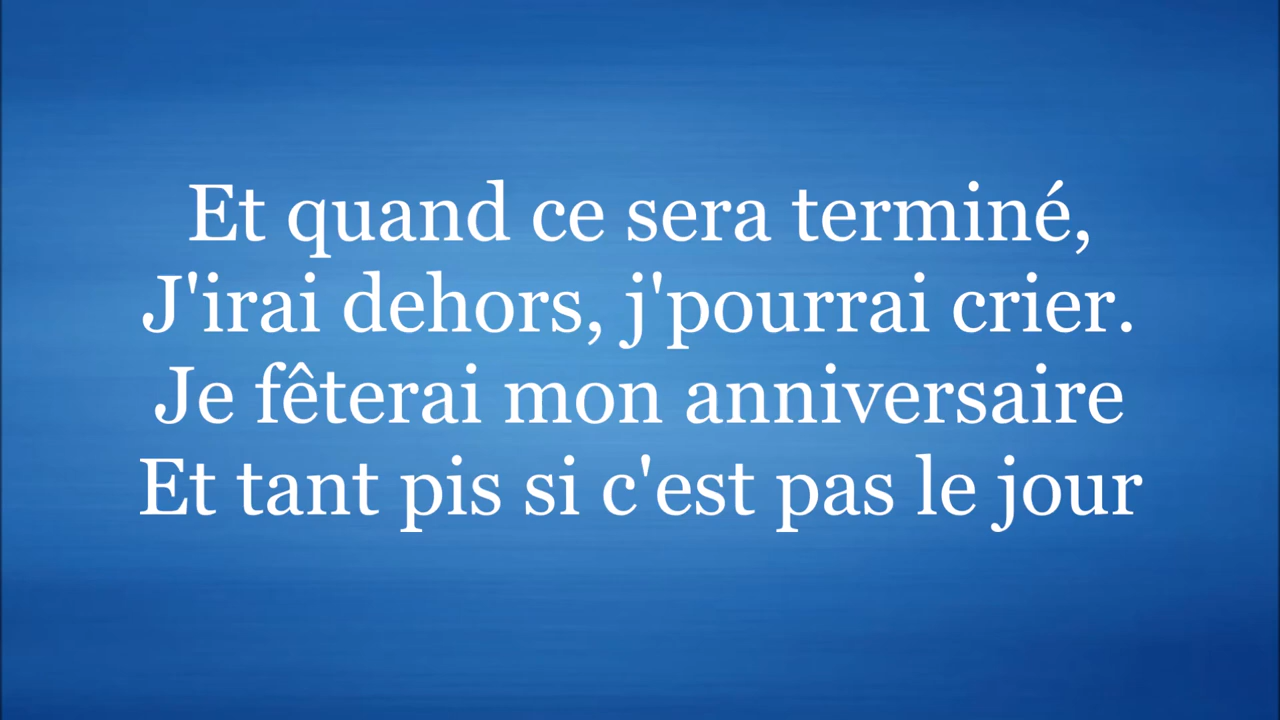 Et quand ce sera terminé,
J'irai dehors, j'pourrai crier.
Je fêterai mon anniversaire
Et tant pis si c'est pas le jour